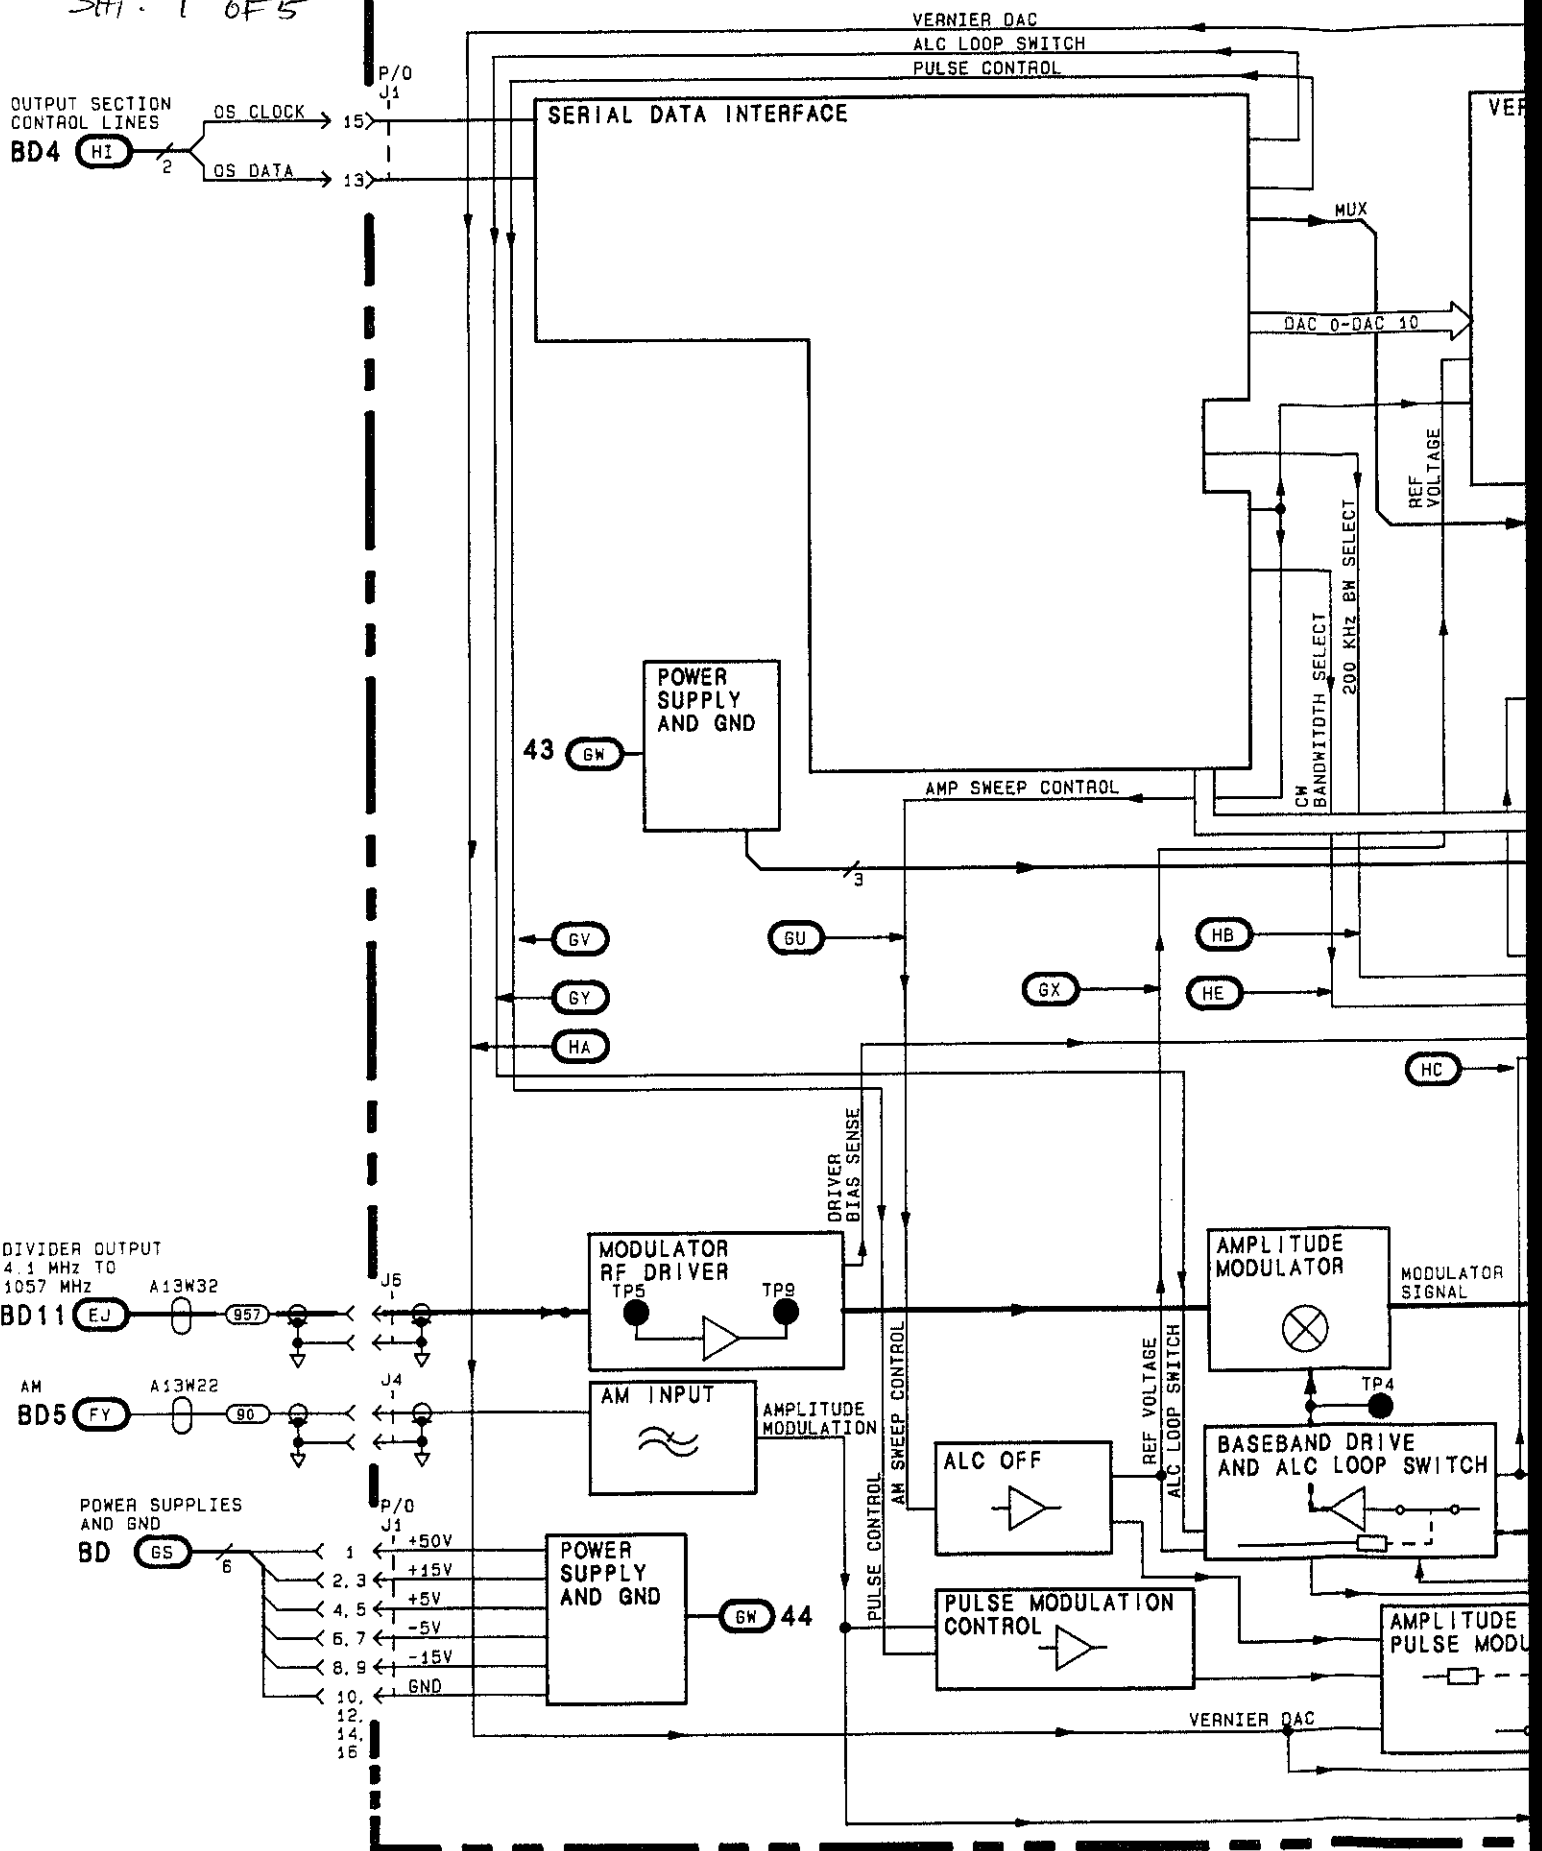 SHT. 1 OF 5
VERNIER DAC
ALC LOOP SWITCH
PULSE CONTROL
P/O
J1
OUTPUT SECTION
CONTROL LINES
BD4 HI
2
OS CLOCK
15
OS DATA
13
SERIAL DATA INTERFACE
MUX
DAC 0-DAC 10
REF
VOLTAGE
200 KHz BW SELECT
CW
BANDWITDTH SELECT
POWER
SUPPLY
AND GND
43 GW
AMP SWEEP CONTROL
3
GV
GU
HB
GY
GX
HE
HA
HC
DRIVER
BIAS SENSE
DIVIDER OUTPUT
4.1 MHz TO
1057 MHz
BD11 EJ
A13W32
957
J6
MODULATOR
RF DRIVER
TP5
TP9
AMPLITUDE
MODULATOR
MODULATOR
SIGNAL
AM
BD5 FY
A13W22
90
J4
AM INPUT
AMPLITUDE
MODULATION
AM SWEEP CONTROL
REF VOLTAGE
ALC LOOP SWITCH
TP4
BASEBAND DRIVE
AND ALC LOOP SWITCH
ALC OFF
PULSE CONTROL
POWER SUPPLIES
AND GND
BD GS
6
P/O
J1
1 +50V
2,3 +15V
4,5 +5V
6,7 -5V
8,9 -15V
10, GND
12,
14,
16
POWER
SUPPLY
AND GND
GW 44
PULSE MODULATION
CONTROL
AMPLITUDE
PULSE MODU
VERNIER DAC
VER